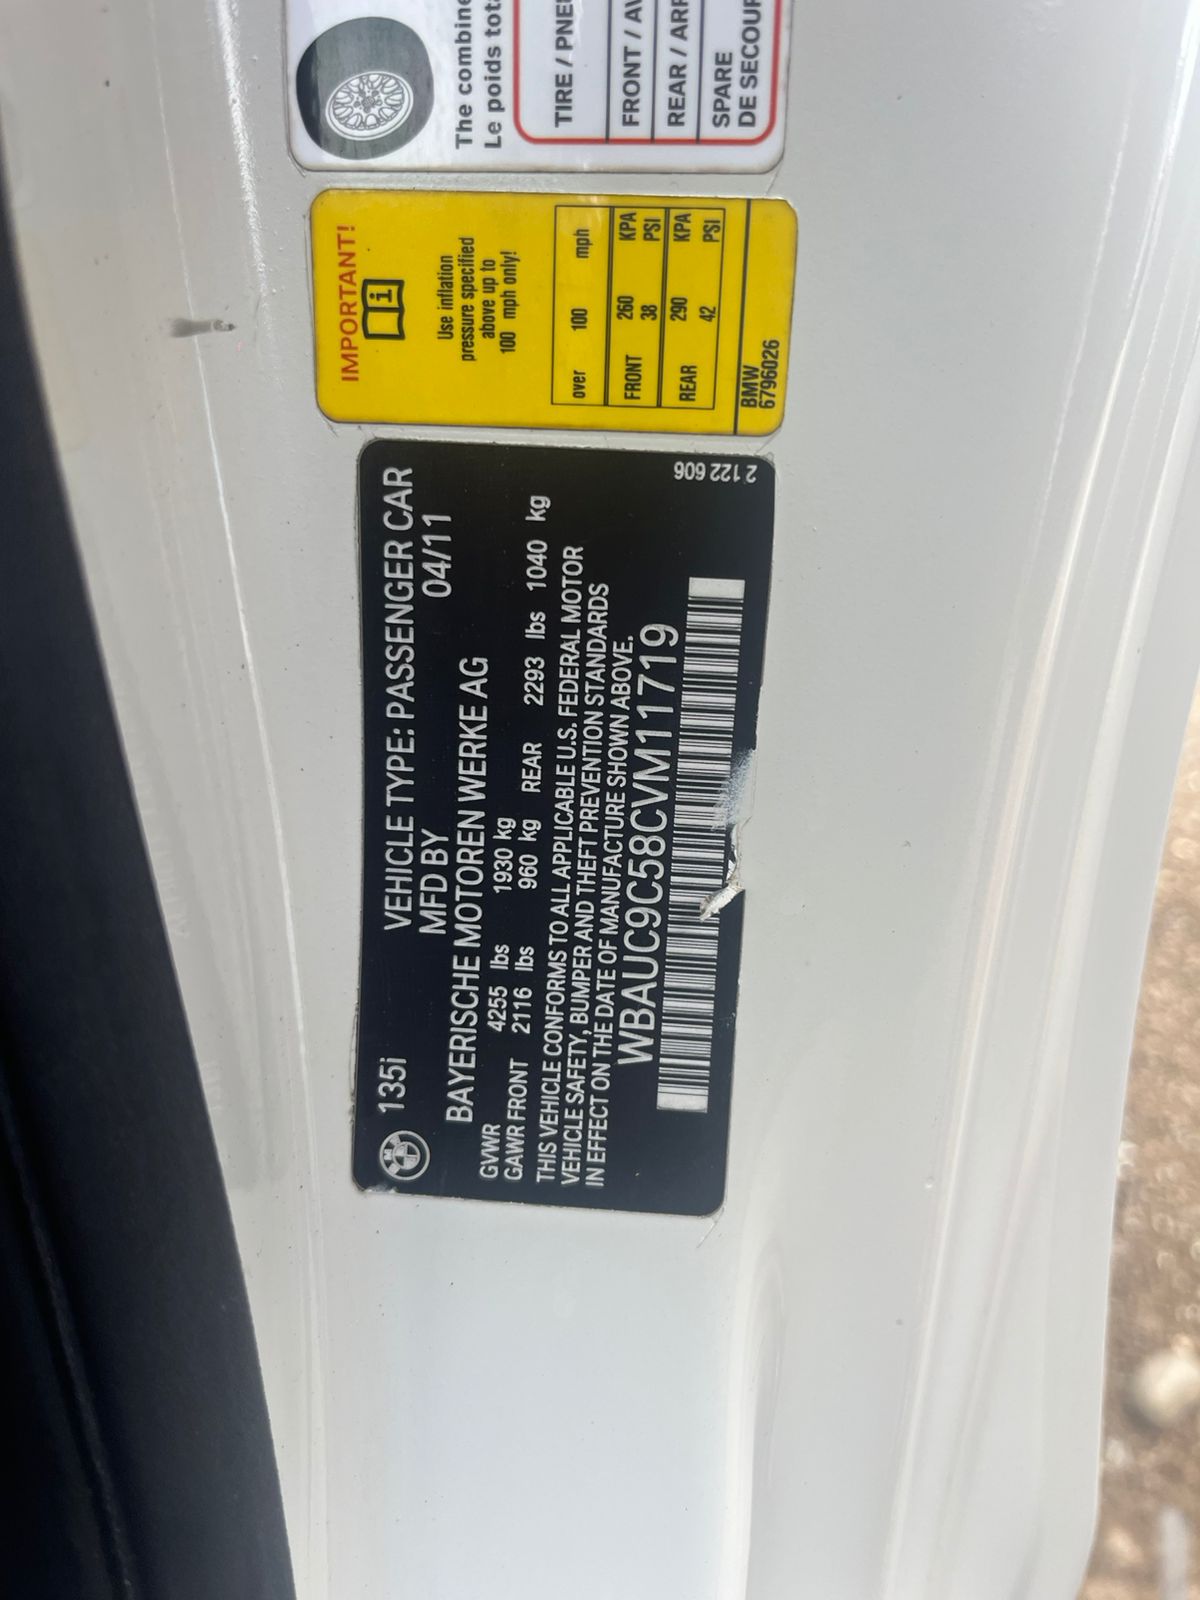 The combine
Le poids tota
TIRE / PNEU
FRONT / AV
REAR / ARR
SPARE
DE SECOUR
IMPORTANT!
i
Use inflation
pressure specified
above up to
100 mph only!
over 100 mph
FRONT 260 KPA
38 PSI
REAR 290 KPA
42 PSI
BMW
6796026
135i VEHICLE TYPE: PASSENGER CAR
MFD BY 04/11
BAYERISCHE MOTOREN WERKE AG
GVWR 4255 lbs 1930 kg
GAWR FRONT 2116 lbs 960 kg REAR 2293 lbs 1040 kg
THIS VEHICLE CONFORMS TO ALL APPLICABLE U.S. FEDERAL MOTOR
VEHICLE SAFETY, BUMPER AND THEFT PREVENTION STANDARDS
IN EFFECT ON THE DATE OF MANUFACTURE SHOWN ABOVE.
WBAUC9C58CVM11719
2 122 606